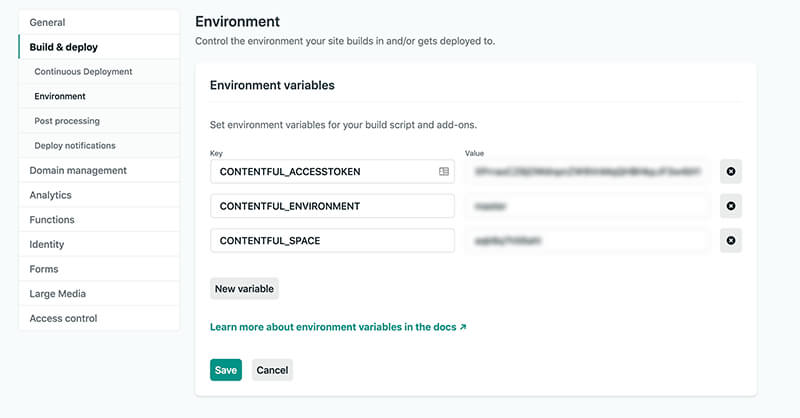 General
Build & deploy
Continuous Deployment
Environment
Post processing
Deploy notifications
Domain management
Analytics
Functions
Identity
Forms
Large Media
Access control
Environment
Control the environment your site builds in and/or gets deployed to.
Environment variables
Set environment variables for your build script and add-ons.
Key Value
CONTENTFUL_ACCESSTOKEN
CONTENTFUL_ENVIRONMENT
CONTENTFUL_SPACE
New variable
Learn more about environment variables in the docs ↗
Save Cancel